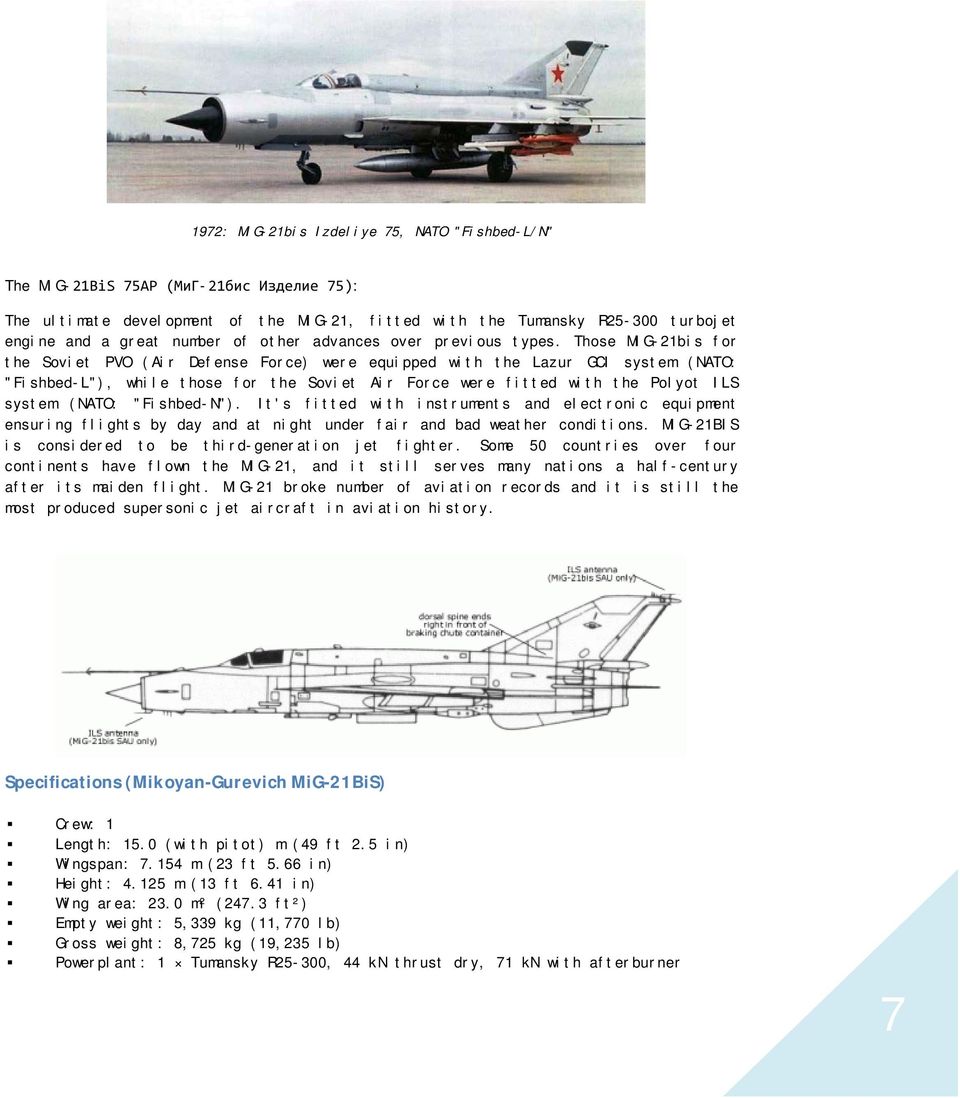 1972: MiG-21bis Izdeliye 75, NATO "Fishbed-L/N"
The MiG-21BiS 75AP (МиГ-21бис Изделие 75):
The ultimate development of the MiG-21, fitted with the Tumansky R25-300 turbojet
engine and a great number of other advances over previous types. Those MiG-21bis for
the Soviet PVO (Air Defense Force) were equipped with the Lazur GCI system (NATO:
"Fishbed-L"), while those for the Soviet Air Force were fitted with the Polyot ILS
system (NATO: "Fishbed-N"). It's fitted with instruments and electronic equipment
ensuring flights by day and at night under fair and bad weather conditions. MiG-21BIS
is considered to be third-generation jet fighter. Some 50 countries over four
continents have flown the MiG-21, and it still serves many nations a half-century
after its maiden flight. MiG-21 broke number of aviation records and it is still the
most produced supersonic jet aircraft in aviation history.
ILS antenna
(MiG-21bis SAU only)
dorsal spine ends
right in front of
braking chute container
ILS antenna
(MiG-21bis SAU only)
Specifications (Mikoyan-Gurevich MiG-21BiS)
▪ Crew: 1
▪ Length: 15.0 (with pitot) m (49 ft 2.5 in)
▪ Wingspan: 7.154 m (23 ft 5.66 in)
▪ Height: 4.125 m (13 ft 6.41 in)
▪ Wing area: 23.0 m² (247.3 ft²)
▪ Empty weight: 5,339 kg (11,770 lb)
▪ Gross weight: 8,725 kg (19,235 lb)
▪ Powerplant: 1 × Tumansky R25-300, 44 kN thrust dry, 71 kN with afterburner
7